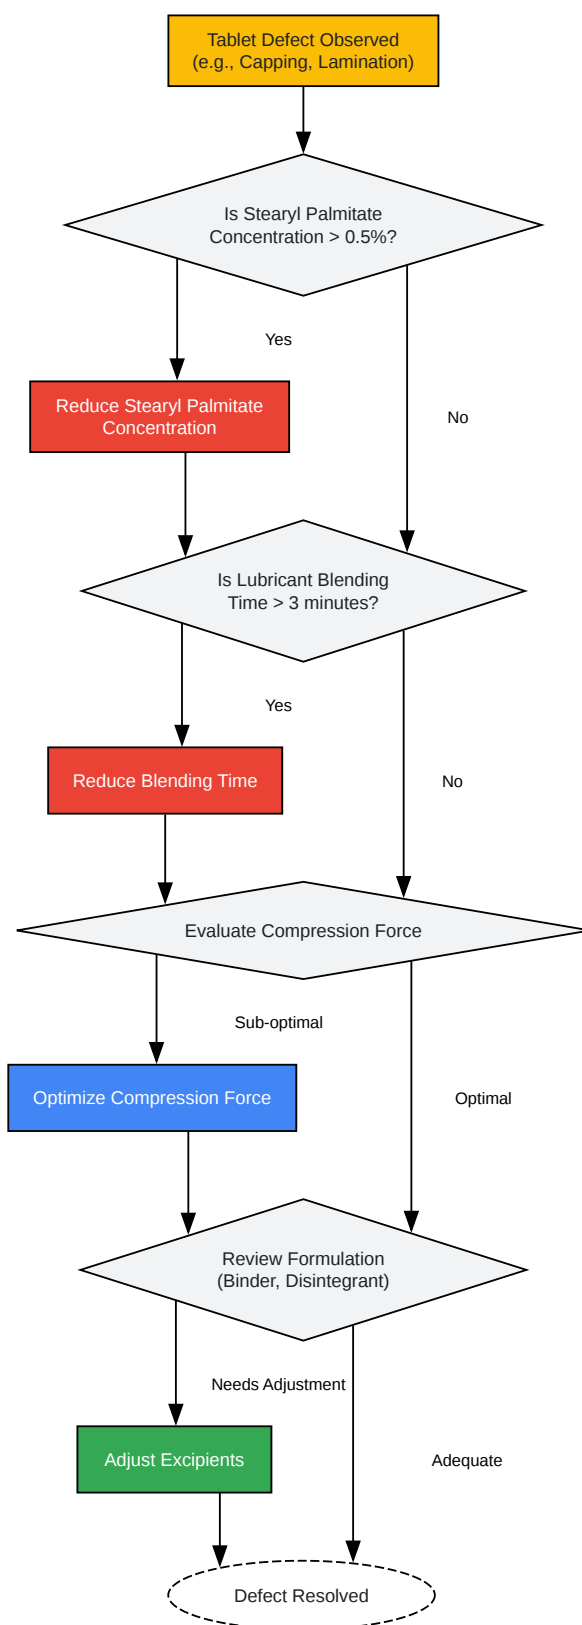 Tablet Defect Observed
(e.g., Capping, Lamination)
Is Stearyl Palmitate
Concentration > 0.5%?
Yes
Reduce Stearyl Palmitate
Concentration
No
Is Lubricant Blending
Time > 3 minutes?
Yes
Reduce Blending Time
No
Evaluate Compression Force
Sub-optimal
Optimize Compression Force
Optimal
Review Formulation
(Binder, Disintegrant)
Needs Adjustment
Adjust Excipients
Adequate
Defect Resolved